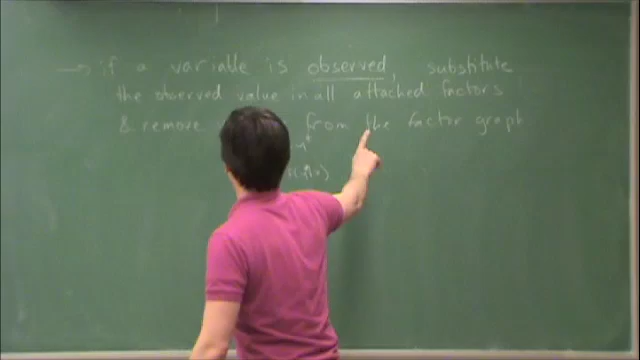 → if a variable is observed, substitute
the observed value in all attached factors
& remove from the factor graph